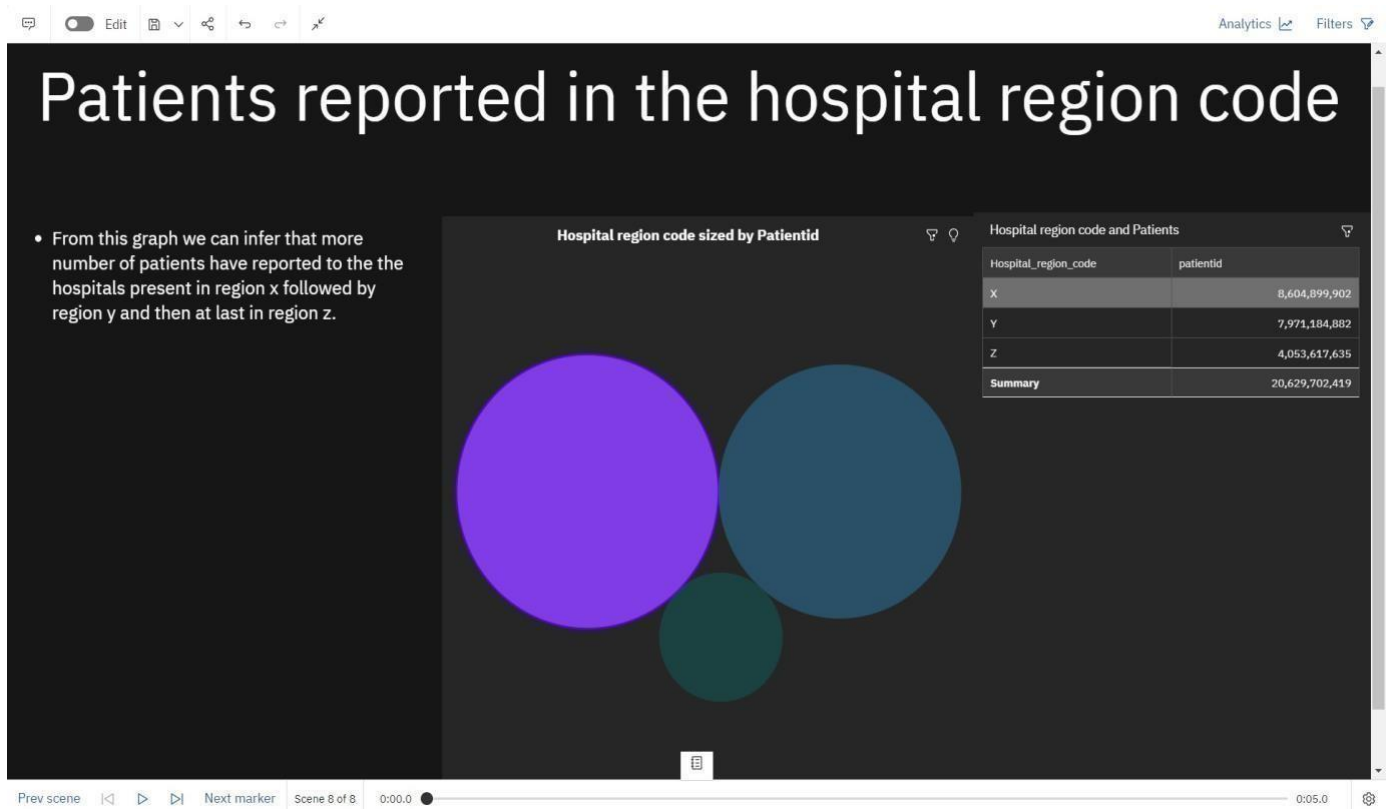 Edit
Analytics
Filters
Patients reported in the hospital region code
• From this graph we can infer that more
number of patients have reported to the the
hospitals present in region x followed by
region y and then at last in region z.
Hospital region code sized by Patientid
Hospital region code and Patients
Hospital_region_code patientid
X 8,604,899,902
Y 7,971,184,882
Z 4,053,617,635
Summary 20,629,702,419
Prev scene Next marker Scene 8 of 8 0:00.0 0:05.0